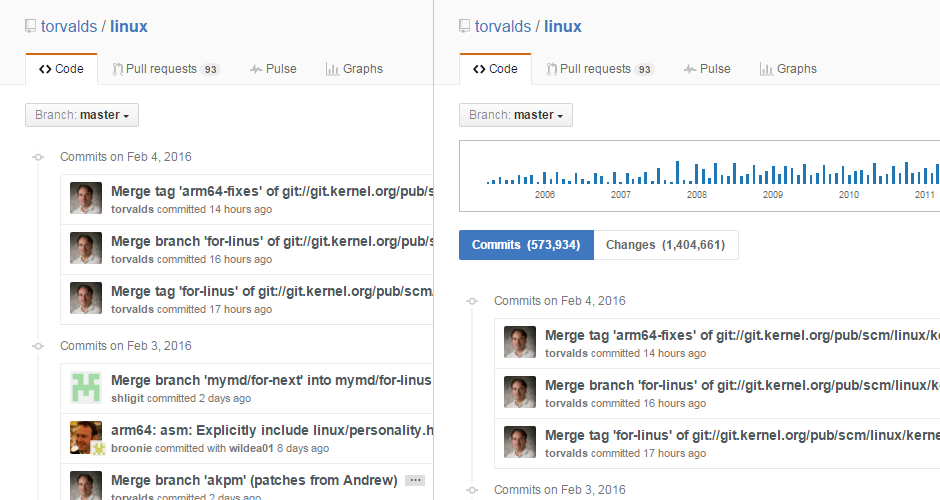 torvalds / linux
Code Pull requests 93 Pulse Graphs
Branch: master
Commits on Feb 4, 2016
Merge tag 'arm64-fixes' of git://git.kernel.org/pub/s
torvalds committed 14 hours ago
Merge branch 'for-linus' of git://git.kernel.org/pub/s
torvalds committed 16 hours ago
Merge tag 'for-linus' of git://git.kernel.org/pub/scm/
torvalds committed 17 hours ago
Commits on Feb 3, 2016
Merge branch 'mymd/for-next' into mymd/for-linus
shligit committed 2 days ago
arm64: asm: Explicitly include linux/personality.h
broonie committed with wildea01 8 days ago
Merge branch 'akpm' (patches from Andrew) ...
torvalds committed 2 days ago
torvalds / linux
Code Pull requests 93 Pulse Graphs
Branch: master
2006 2007 2008 2009 2010 2011
Commits (573,934) Changes (1,404,661)
Commits on Feb 4, 2016
Merge tag 'arm64-fixes' of git://git.kernel.org/pub/scm/linux/ke
torvalds committed 14 hours ago
Merge branch 'for-linus' of git://git.kernel.org/pub/scm/linux/k
torvalds committed 16 hours ago
Merge tag 'for-linus' of git://git.kernel.org/pub/scm/linux/kerne
torvalds committed 17 hours ago
Commits on Feb 3, 2016